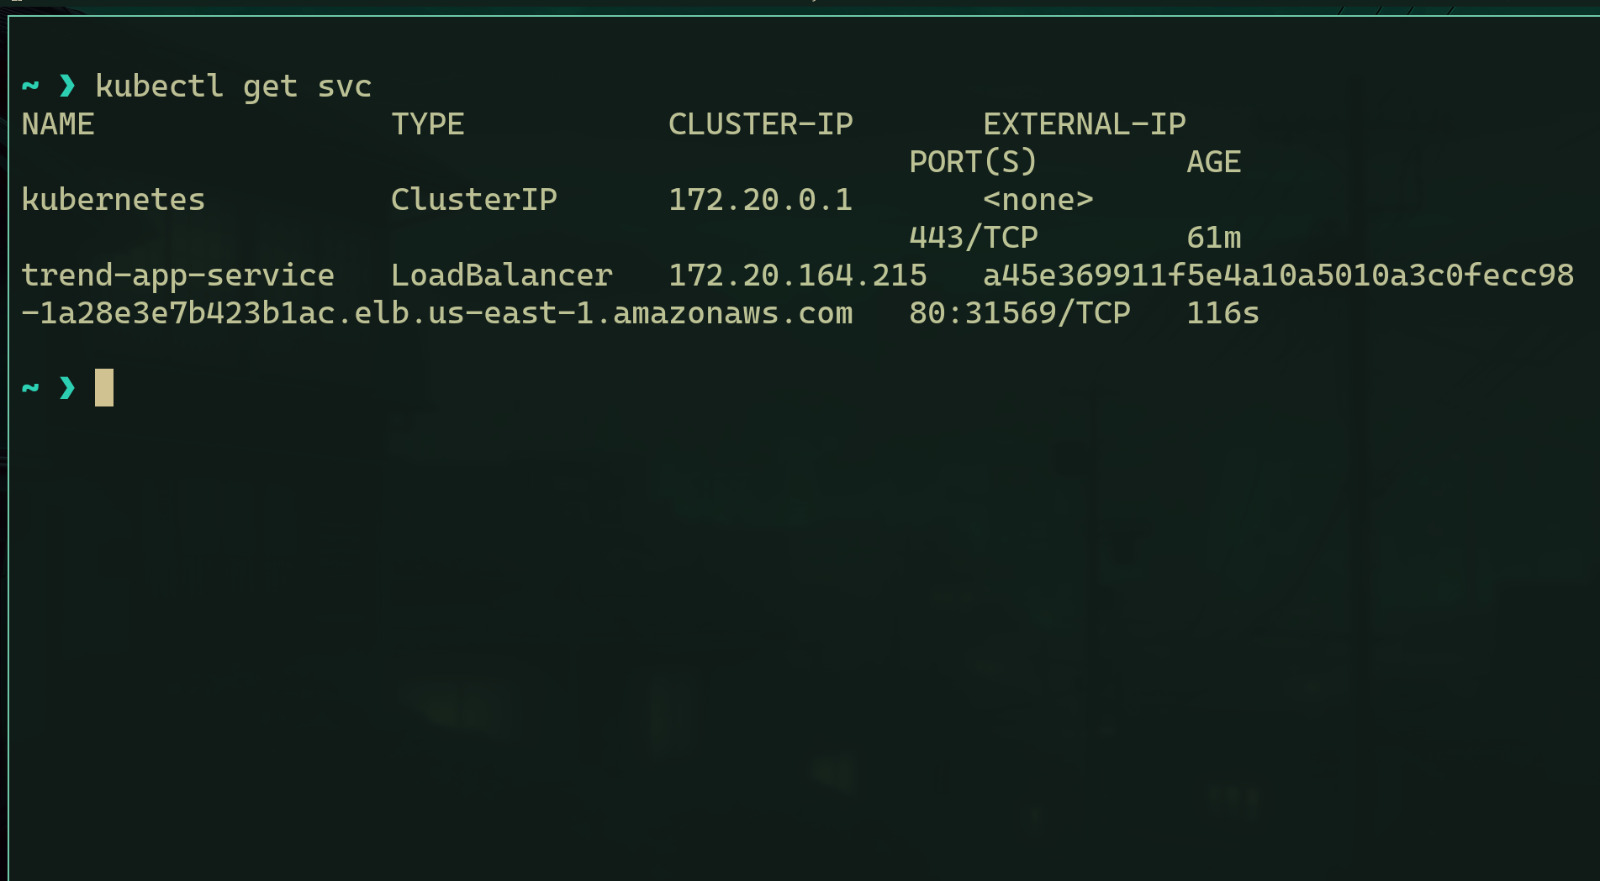 ~ ❯ kubectl get svc
NAME                TYPE           CLUSTER-IP       EXTERNAL-IP
                                                PORT(S)        AGE
kubernetes          ClusterIP      172.20.0.1       <none>
                                                443/TCP        61m
trend-app-service   LoadBalancer   172.20.164.215   a45e369911f5e4a10a5010a3c0fecc98
-1a28e3e7b423b1ac.elb.us-east-1.amazonaws.com   80:31569/TCP   116s
~ ❯